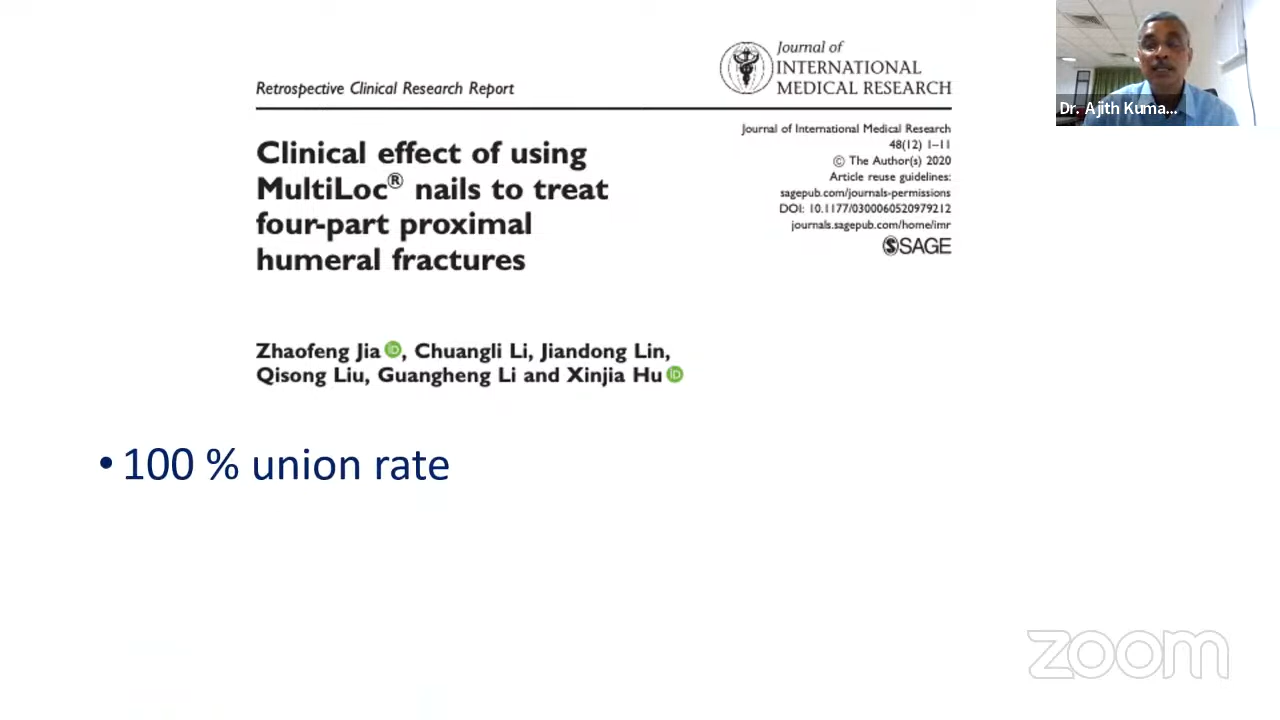 Retrospective Clinical Research Report
Journal of
INTERNATIONAL
MEDICAL RESEARCH
Clinical effect of using
MultiLoc® nails to treat
four-part proximal
humeral fractures
Journal of International Medical Research
48(12) 1–11
© The Author(s) 2020
Article reuse guidelines:
sagepub.com/journals-permissions
DOI: 10.1177/0300060520979212
journals.sagepub.com/home/imr
SAGE
Zhaofeng Jia iD, Chuangli Li, Jiandong Lin,
Qisong Liu, Guangheng Li and Xinjia Hu iD
• 100 % union rate
Dr. Ajith Kuma...
zoom